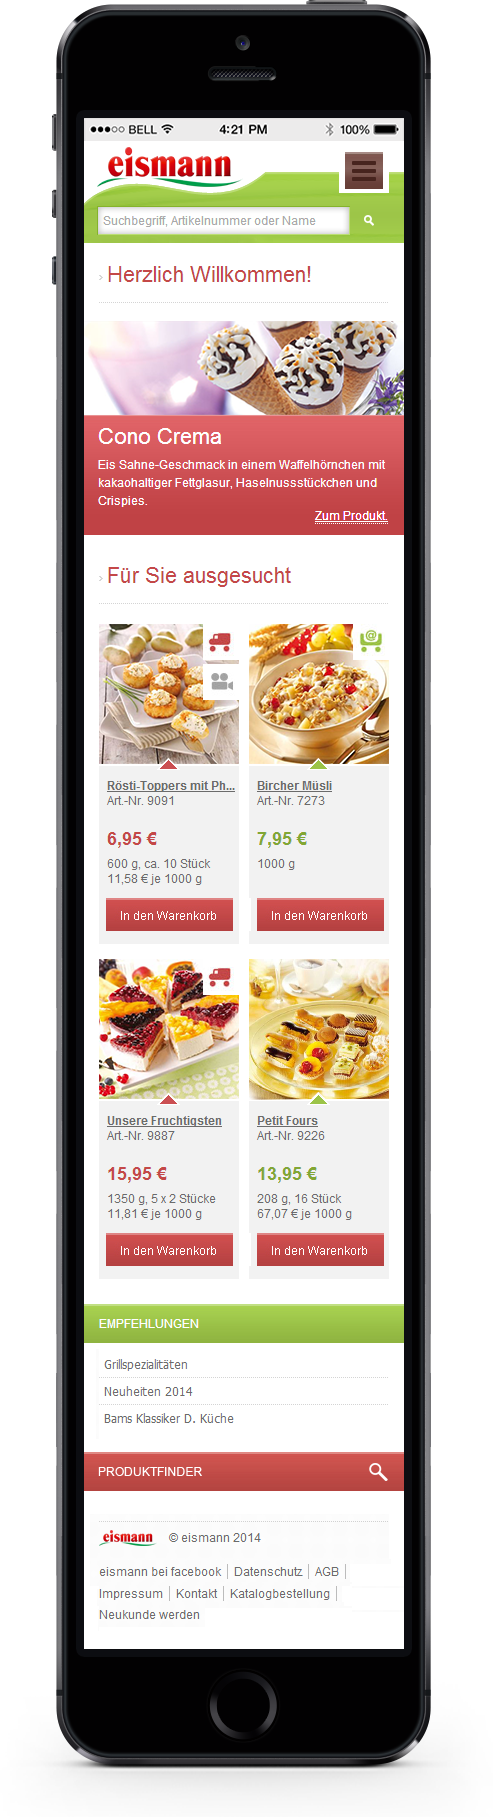 BELL 4:21 PM 100%
eismann
Suchbegriff, Artikelnummer oder Name
Herzlich Willkommen!
Cono Crema
Eis Sahne-Geschmack in einem Waffelhörnchen mit
kakaohaltiger Fettglasur, Haselnussstückchen und
Crispies.
Zum Produkt.
Für Sie ausgesucht
@
Rösti-Toppers mit Ph...
Art.-Nr. 9091
6,95 €
600 g, ca. 10 Stück
11,58 € je 1000 g
In den Warenkorb
Bircher Müsli
Art.-Nr. 7273
7,95 €
1000 g
In den Warenkorb
Unsere Fruchtigsten
Art.-Nr. 9887
15,95 €
1350 g, 5 x 2 Stücke
11,81 € je 1000 g
In den Warenkorb
Petit Fours
Art.-Nr. 9226
13,95 €
208 g, 16 Stück
67,07 € je 1000 g
In den Warenkorb
EMPFEHLUNGEN
Grillspezialitäten
Neuheiten 2014
Bams Klassiker D. Küche
PRODUKTFINDER
eismann © eismann 2014
eismann bei facebook | Datenschutz | AGB |
Impressum | Kontakt | Katalogbestellung |
Neukunde werden